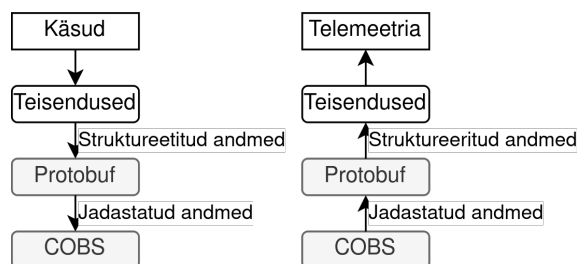 Käsud
Teisendused
Struktureetitud andmed
Protobuf
Jadastatud andmed
COBS
Telemeetria
Teisendused
Struktureeritud andmed
Protobuf
Jadastatud andmed
COBS